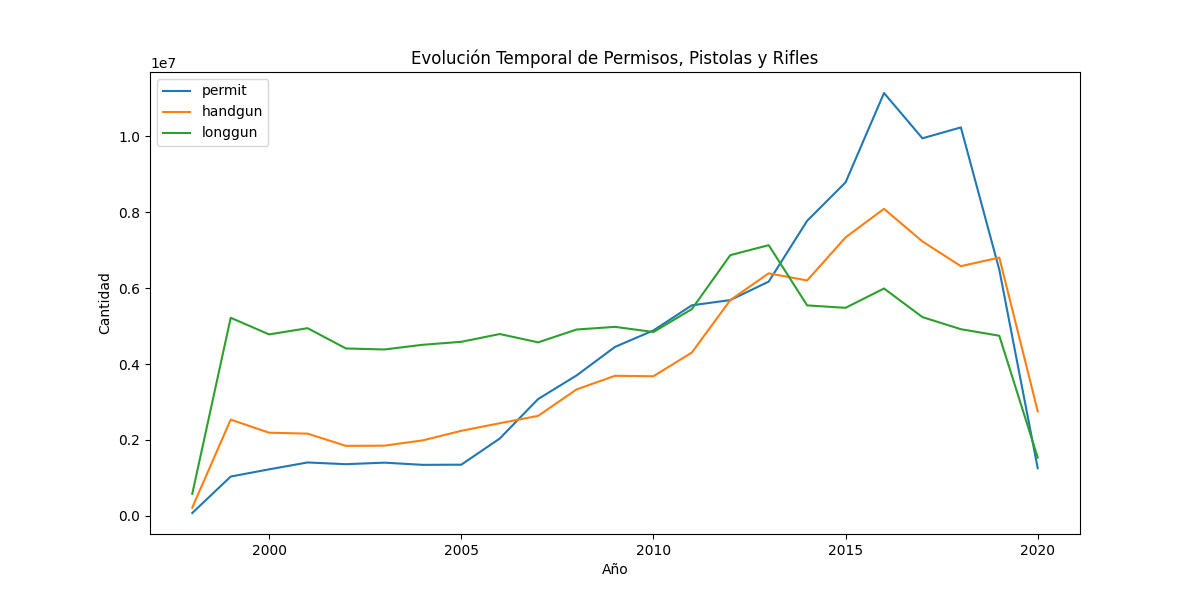 Evolución Temporal de Permisos, Pistolas y Rifles
1e7
permit
handgun
longgun
1.0
0.8
0.6
0.4
0.2
0.0
Cantidad
2000 2005 2010 2015 2020
Año